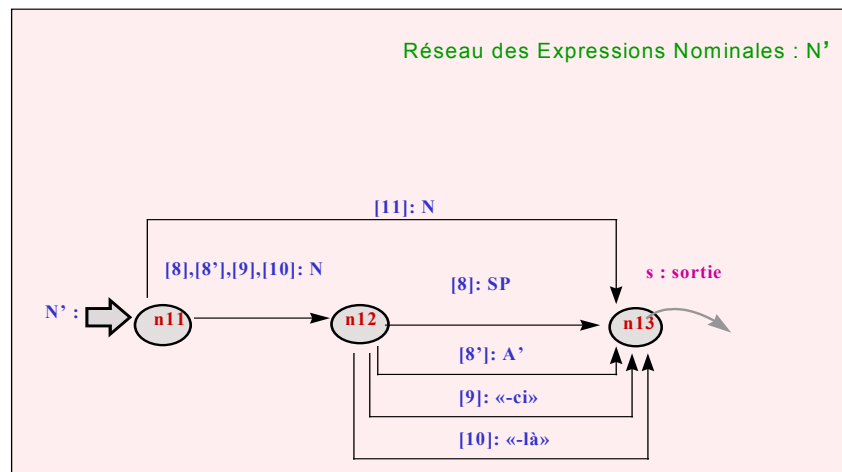 Réseau des Expressions Nominales : N’
[11]: N
[8],[8’],[9],[10]: N
s : sortie
[8]: SP
N’ :
n11
n12
n13
[8’]: A’
[9]: «-ci»
[10]: «-là»